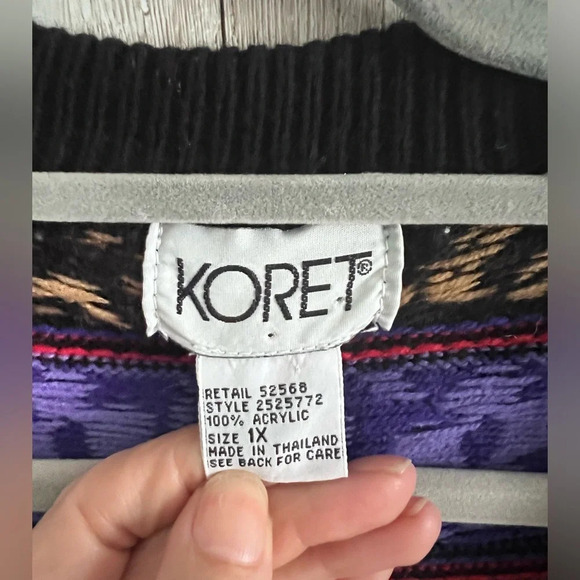 KORET®
RETAIL 52568
STYLE 2525772
100% ACRYLIC
SIZE 1X
MADE IN THAILAND
SEE BACK FOR CARE